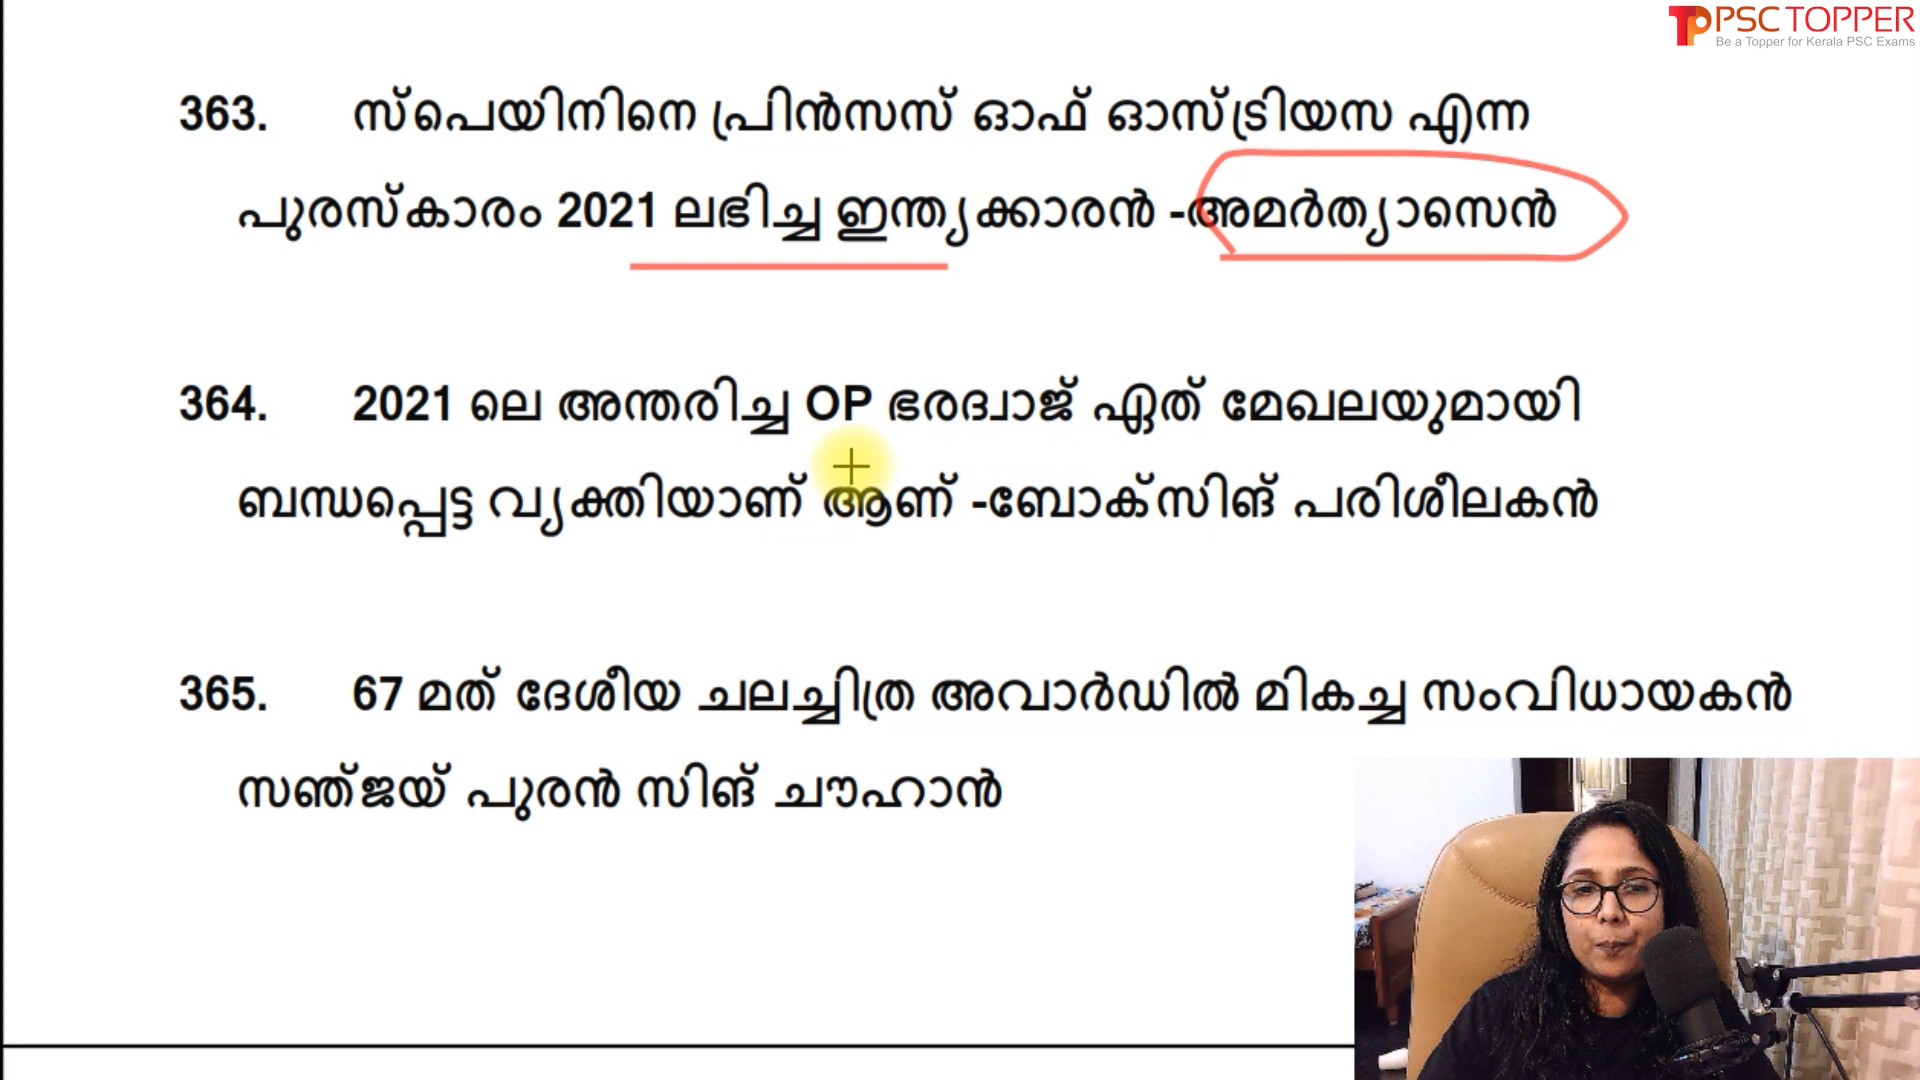 PSC TOPPER
Be a Topper for Kerala PSC Exams
363. സ്പെയിനിനെ പ്രിൻസസ് ഓഫ് ഓസ്ട്രിയസ എന്ന
പുരസ്കാരം 2021 ലഭിച്ച ഇന്ത്യക്കാരൻ -അമർത്യാസെൻ
364. 2021 ലെ അന്തരിച്ച OP ഭരദ്വാജ് ഏത് മേഖലയുമായി
ബന്ധപ്പെട്ട വ്യക്തിയാണ് ആണ് -ബോക്സിങ് പരിശീലകൻ
365. 67 മത് ദേശീയ ചലച്ചിത്ര അവാർഡിൽ മികച്ച സംവിധായകൻ
സഞ്ജയ് പുരൻ സിങ് ചൗഹാൻ